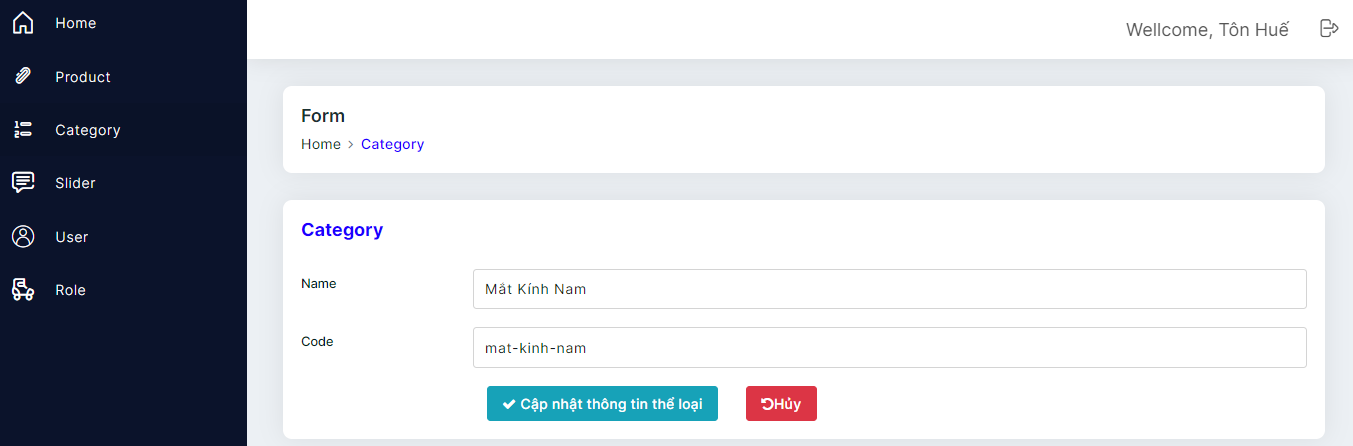 Home
Wellcome, Tôn Huế
Product
Form
Category
Home > Category
Slider
Category
User
Name
Mắt Kính Nam
Role
Code
mat-kinh-nam
Cập nhật thông tin thể loại
Hủy